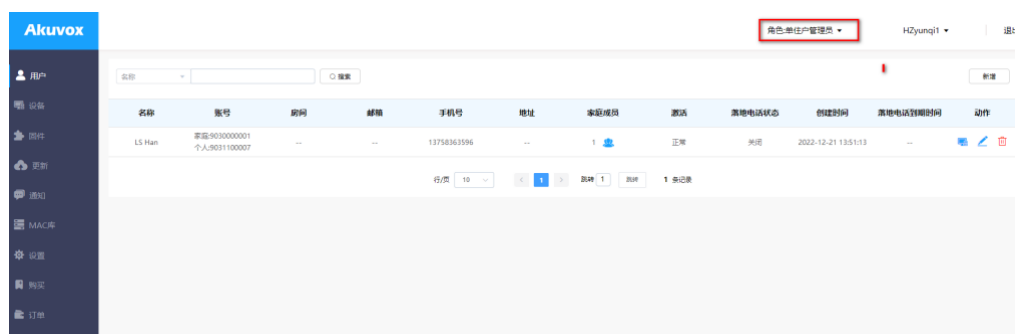 Akuvox
角色:单住户管理员
HZyunqi1
用户
名称
搜索
新增
设备
名称 账号 房间 邮箱 手机号 地址 家庭成员 激活 落地电话状态 创建时间 落地电话到期时间 动作
固件
LS Han 家庭:9030000001 -- -- 13758363596 -- 1 正常 关闭 2022-12-21 13:51:13 --
个人:9031100007
更新
行/页 10 < 1 > 跳转 1 跳转 1 条记录
通知
MAC库
设置
购买
订单